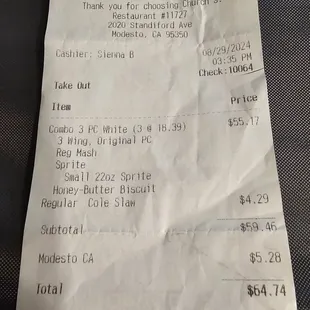 Thank you for choosing Church's!
Restaurant #11727
2020 Standiford Ave
Modesto, CA 95350
Cashier: Sienna B 08/29/2024
03:35 PM
Check:10064
Take Out
Item Price
Combo 3 PC White (3 @ 18.39) $55.17
3 Wing, Original PC
Reg Mash
Sprite
Small 22oz Sprite
Honey-Butter Biscuit
Regular Cole Slaw $4.29
Subtotal $59.46
Modesto CA $5.28
Total $64.74